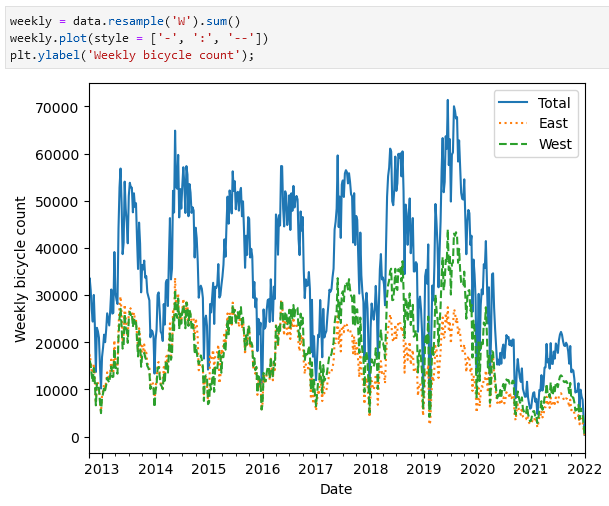 weekly = data.resample('W').sum()
weekly.plot(style = ['-', ':', '--'])
plt.ylabel('Weekly bicycle count');
70000
60000
50000
40000
30000
20000
10000
0
Weekly bicycle count
Total
East
West
2013 2014 2015 2016 2017 2018 2019 2020 2021 2022
Date